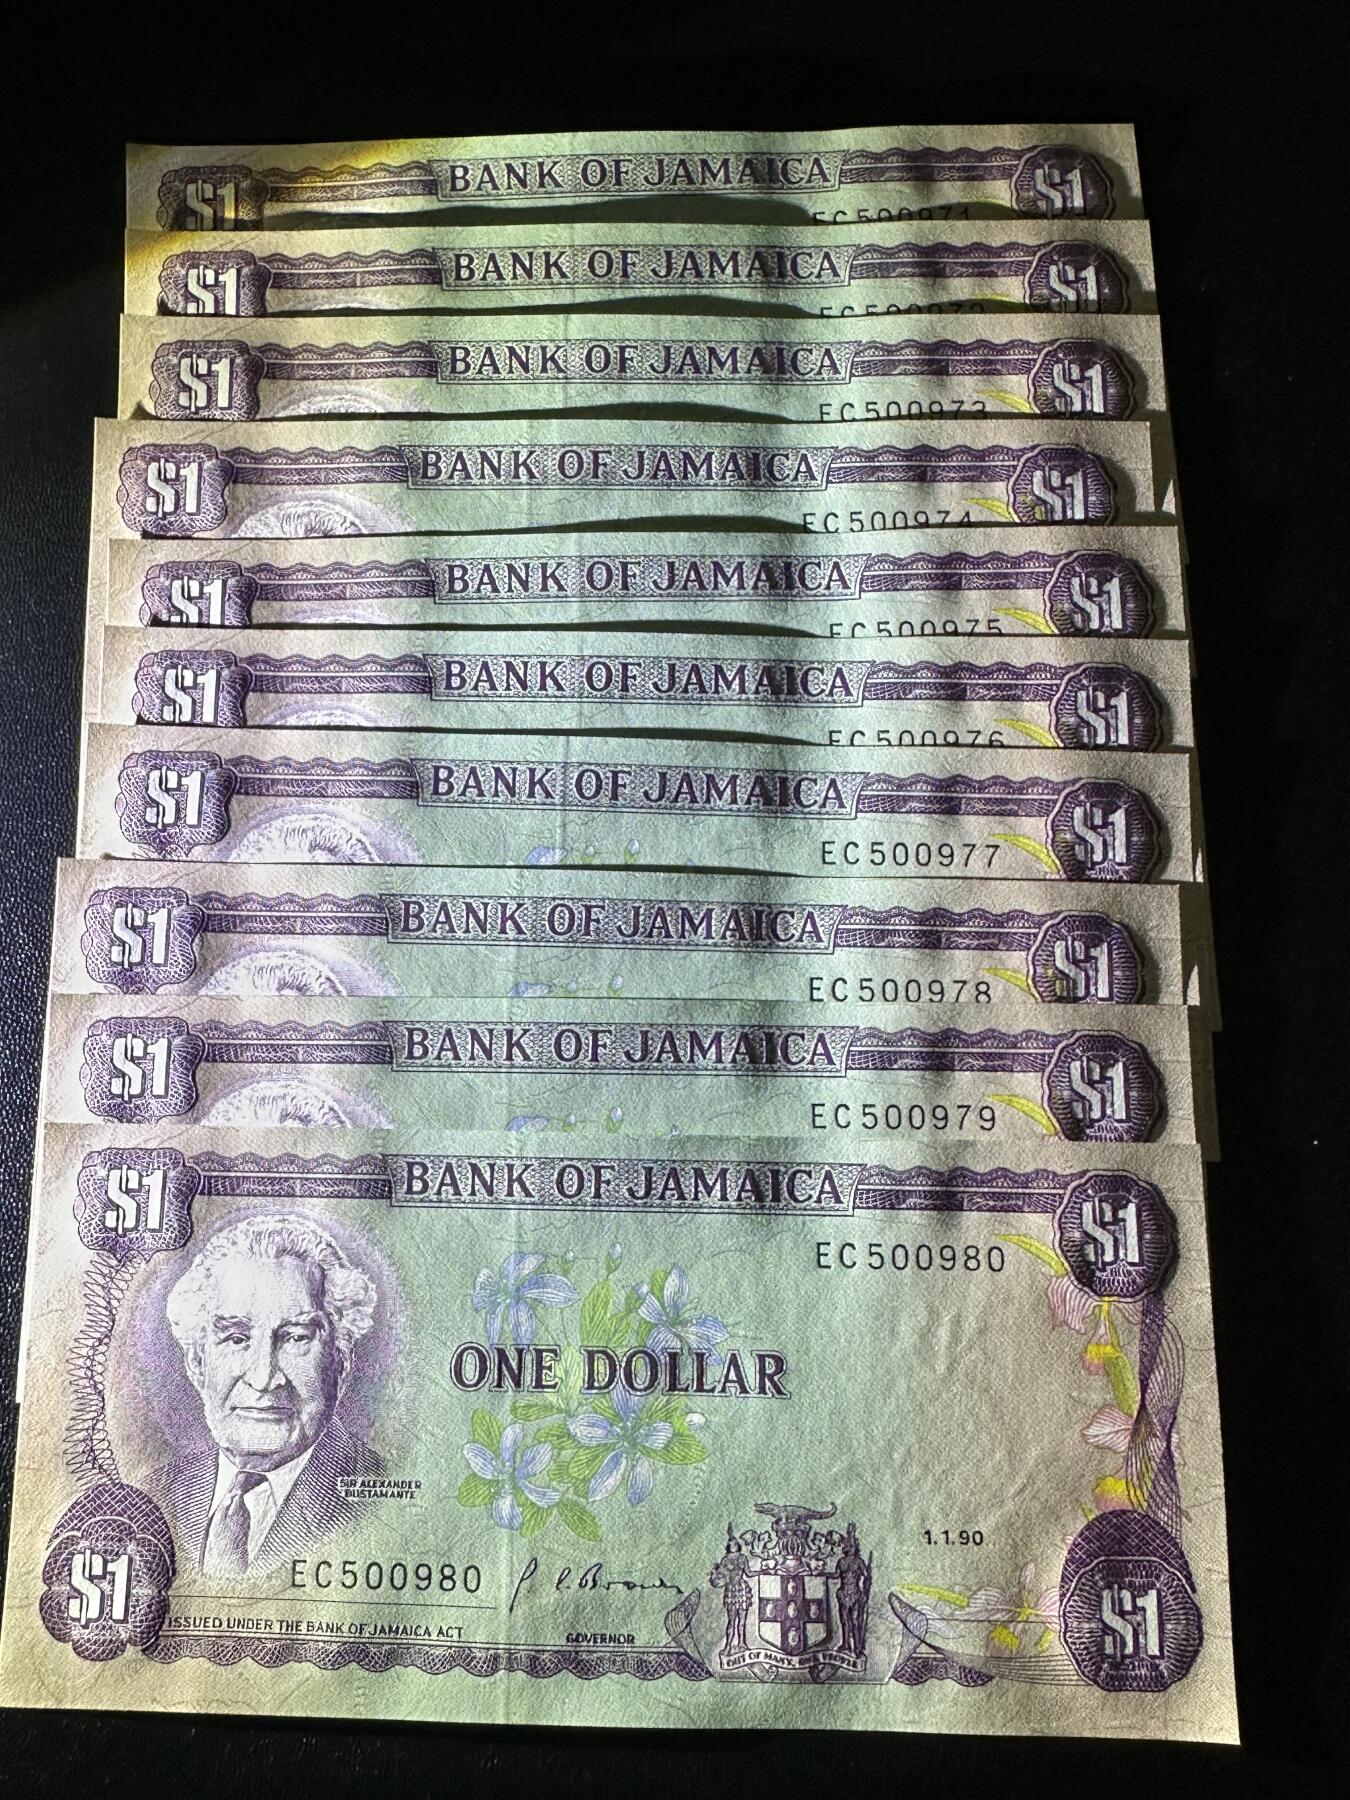 $1 BANK OF JAMAICA $1
EC500971
$1 BANK OF JAMAICA $1
EC500972
$1 BANK OF JAMAICA $1
EC500973
$1 BANK OF JAMAICA $1
EC500974
$1 BANK OF JAMAICA $1
EC500975
$1 BANK OF JAMAICA $1
EC500976
$1 BANK OF JAMAICA $1
EC500977
$1 BANK OF JAMAICA $1
EC500978
$1 BANK OF JAMAICA $1
EC500979
$1 BANK OF JAMAICA $1
EC500980
ONE DOLLAR
SIR ALEXANDER
BUSTAMANTE
1.1.90
EC500980
$1 ISSUED UNDER THE BANK OF JAMAICA ACT GOVERNOR $1
OUT OF MANY, ONE PEOPLE